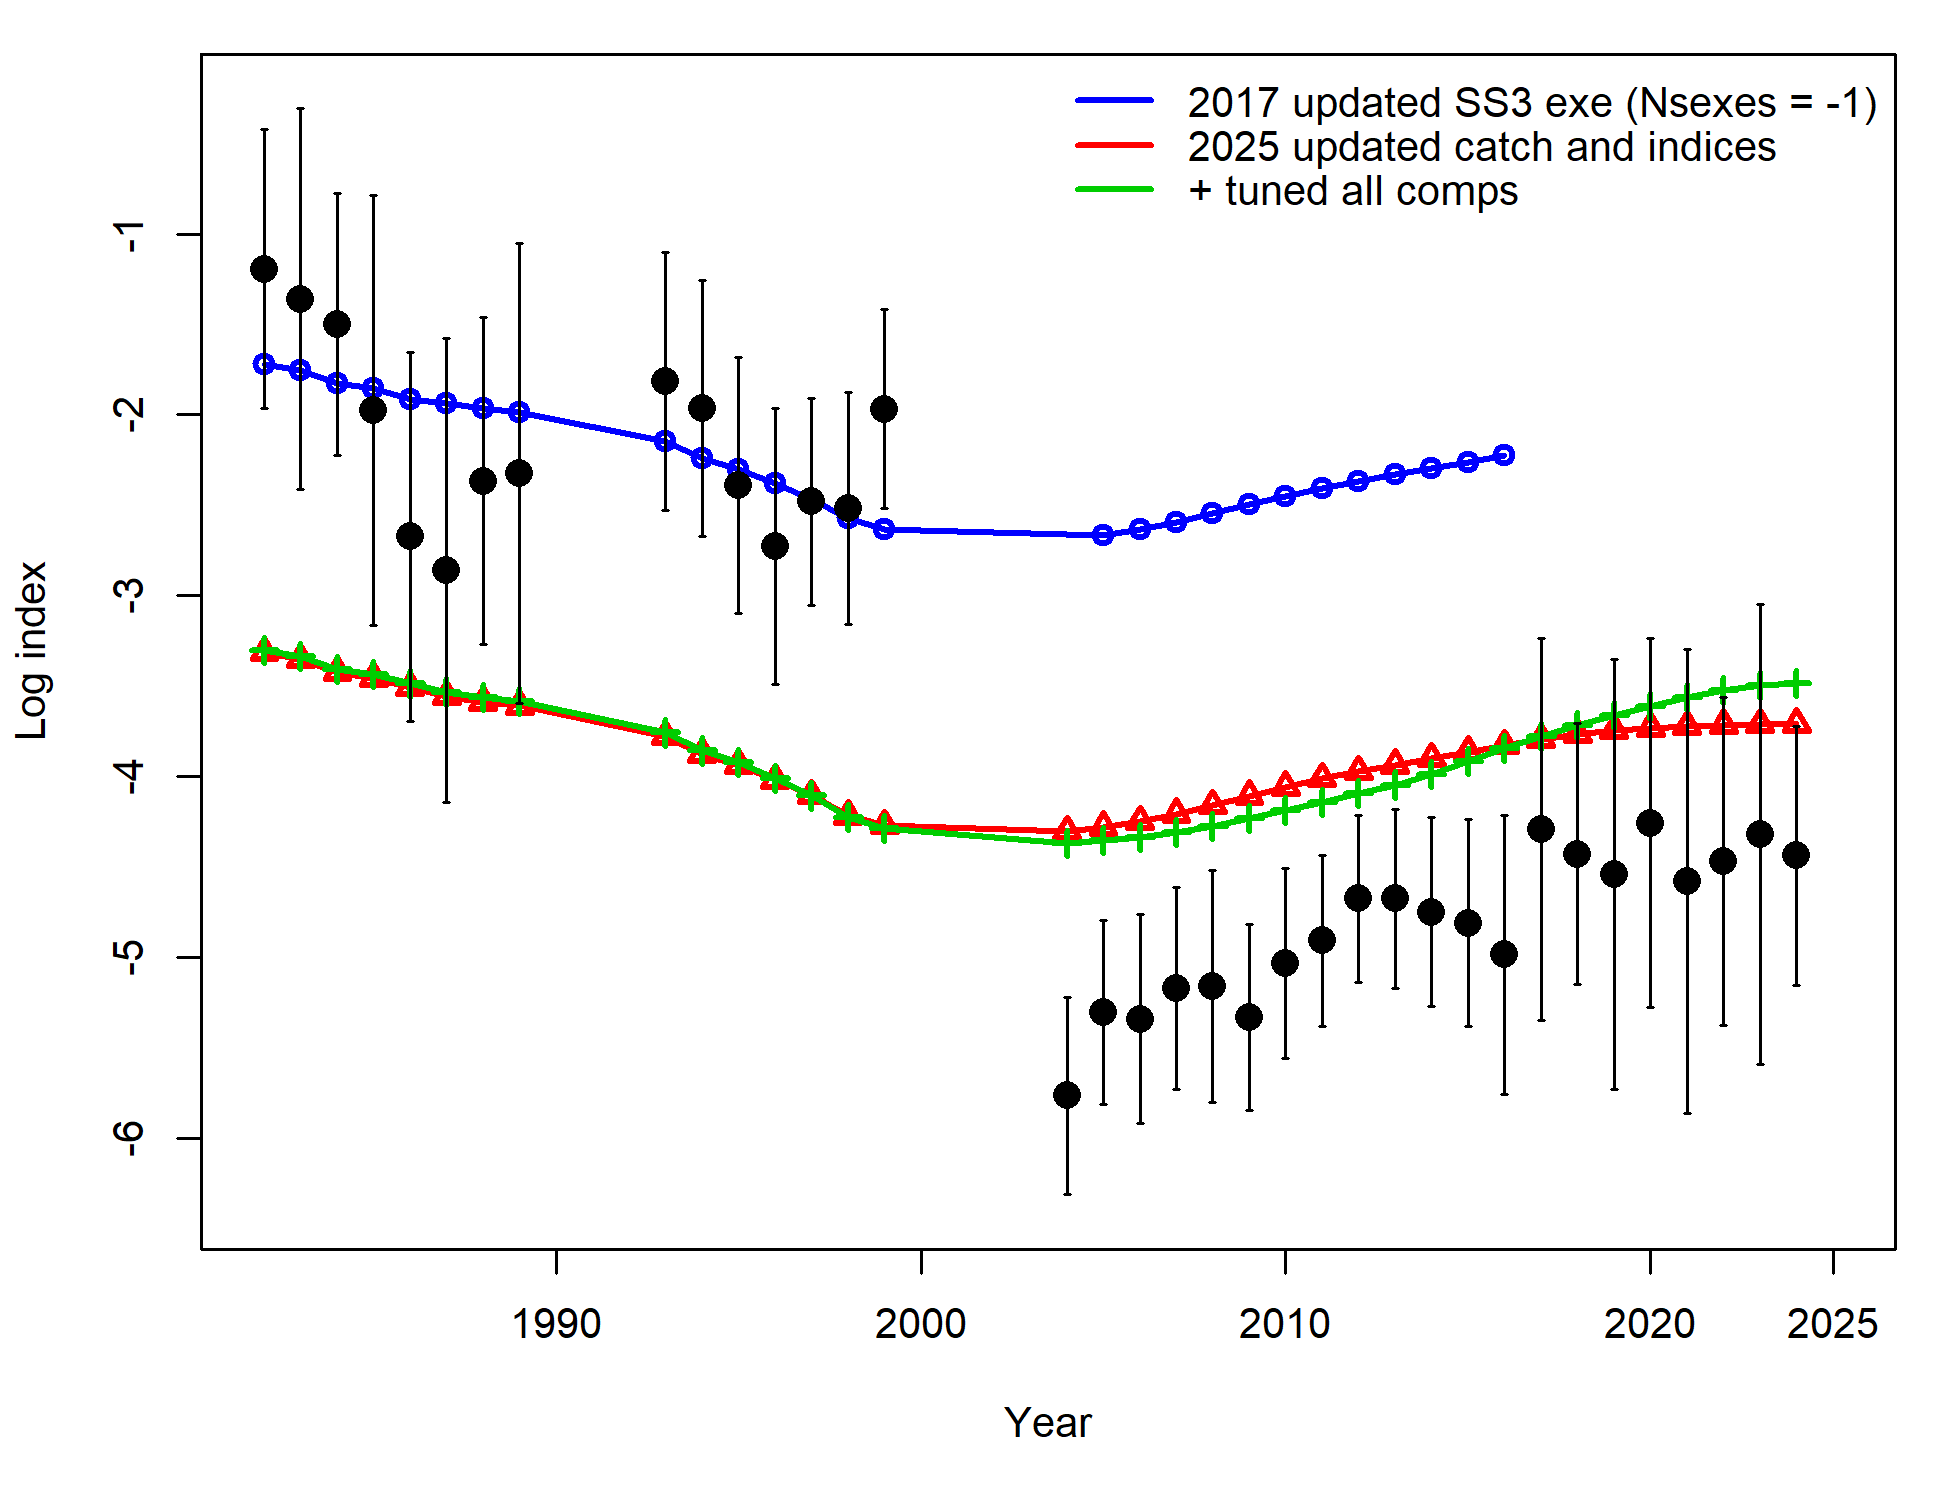 2017 updated SS3 exe (Nsexes = -1)
2025 updated catch and indices
+ tuned all comps
Log index
-1
-2
-3
-4
-5
-6
1990
2000
2010
2020
2025
Year